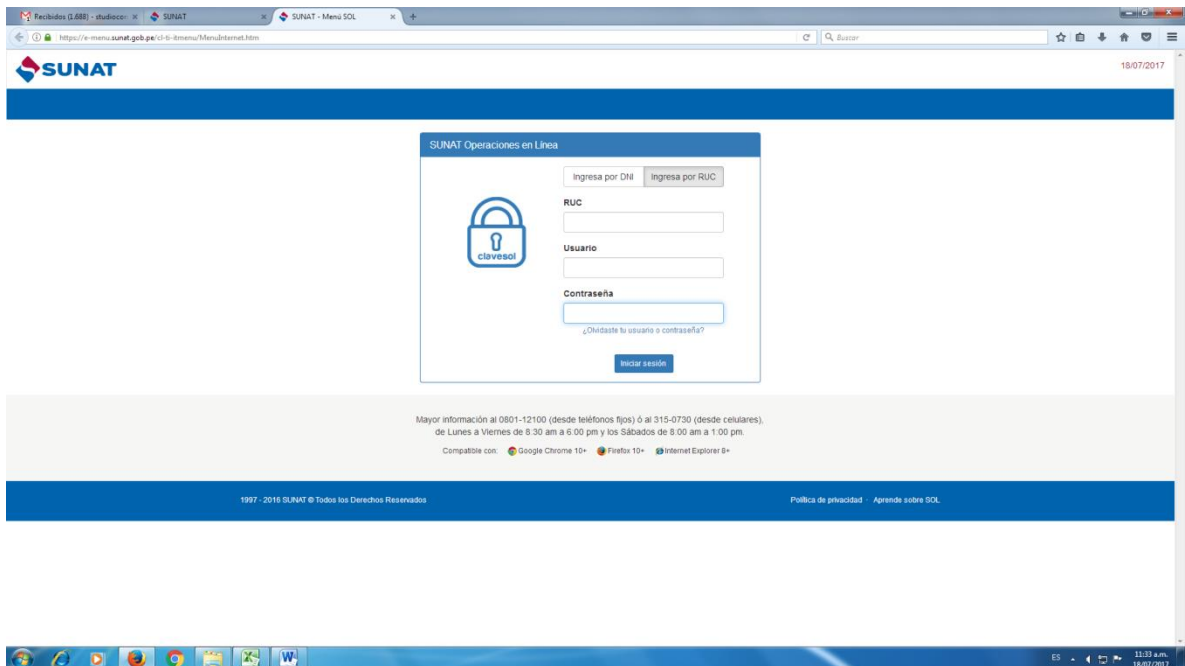 Recibidos (1.688) - studiocon
SUNAT
SUNAT - Menú SOL
https://e-menu.sunat.gob.pe/cl-ti-itmenu/MenuInternet.htm
Buscar
SUNAT
18/07/2017
SUNAT Operaciones en Línea
Ingresa por DNI Ingresa por RUC
RUC
clavesol
Usuario
Contraseña
¿Olvidaste tu usuario o contraseña?
Iniciar sesión
Mayor información al 0801-12100 (desde teléfonos fijos) ó al 315-0730 (desde celulares),
de Lunes a Viernes de 8:30 am a 6:00 pm y los Sábados de 8:00 am a 1:00 pm.
Compatible con: Google Chrome 10+ Firefox 10+ Internet Explorer 8+
1997 - 2016 SUNAT © Todos los Derechos Reservados
Política de privacidad - Aprende sobre SOL
ES
11:33 a.m.
18/07/2017